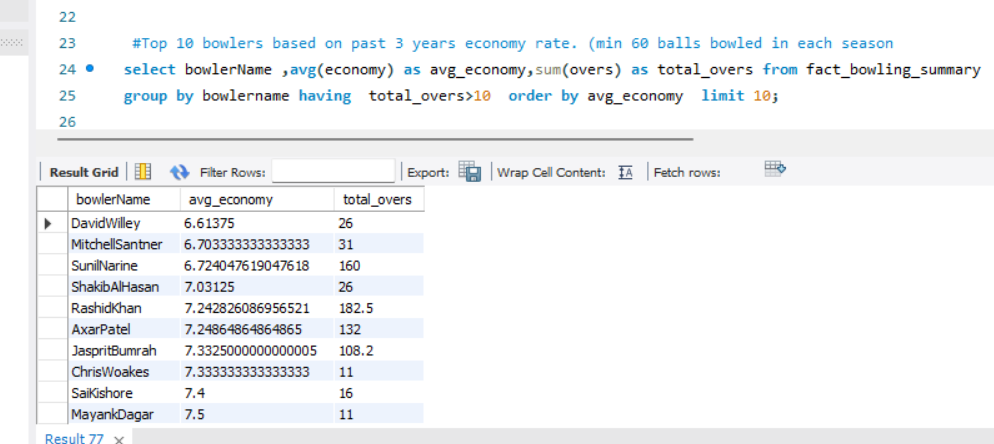 22
23 #Top 10 bowlers based on past 3 years economy rate. (min 60 balls bowled in each season
24 select bowlerName ,avg(economy) as avg_economy,sum(overs) as total_overs from fact_bowling_summary
25 group by bowlername having total_overs>10 order by avg_economy limit 10;
26
Result Grid Filter Rows: Export: Wrap Cell Content: Fetch rows:
bowlerName avg_economy total_overs
DavidWilley 6.61375 26
MitchellSantner 6.703333333333333 31
SunilNarine 6.724047619047618 160
ShakibAlHasan 7.03125 26
RashidKhan 7.242826086956521 182.5
AxarPatel 7.24864864864865 132
JaspritBumrah 7.3325000000000005 108.2
ChrisWoakes 7.333333333333333 11
SaiKishore 7.4 16
MayankDagar 7.5 11
Result 77